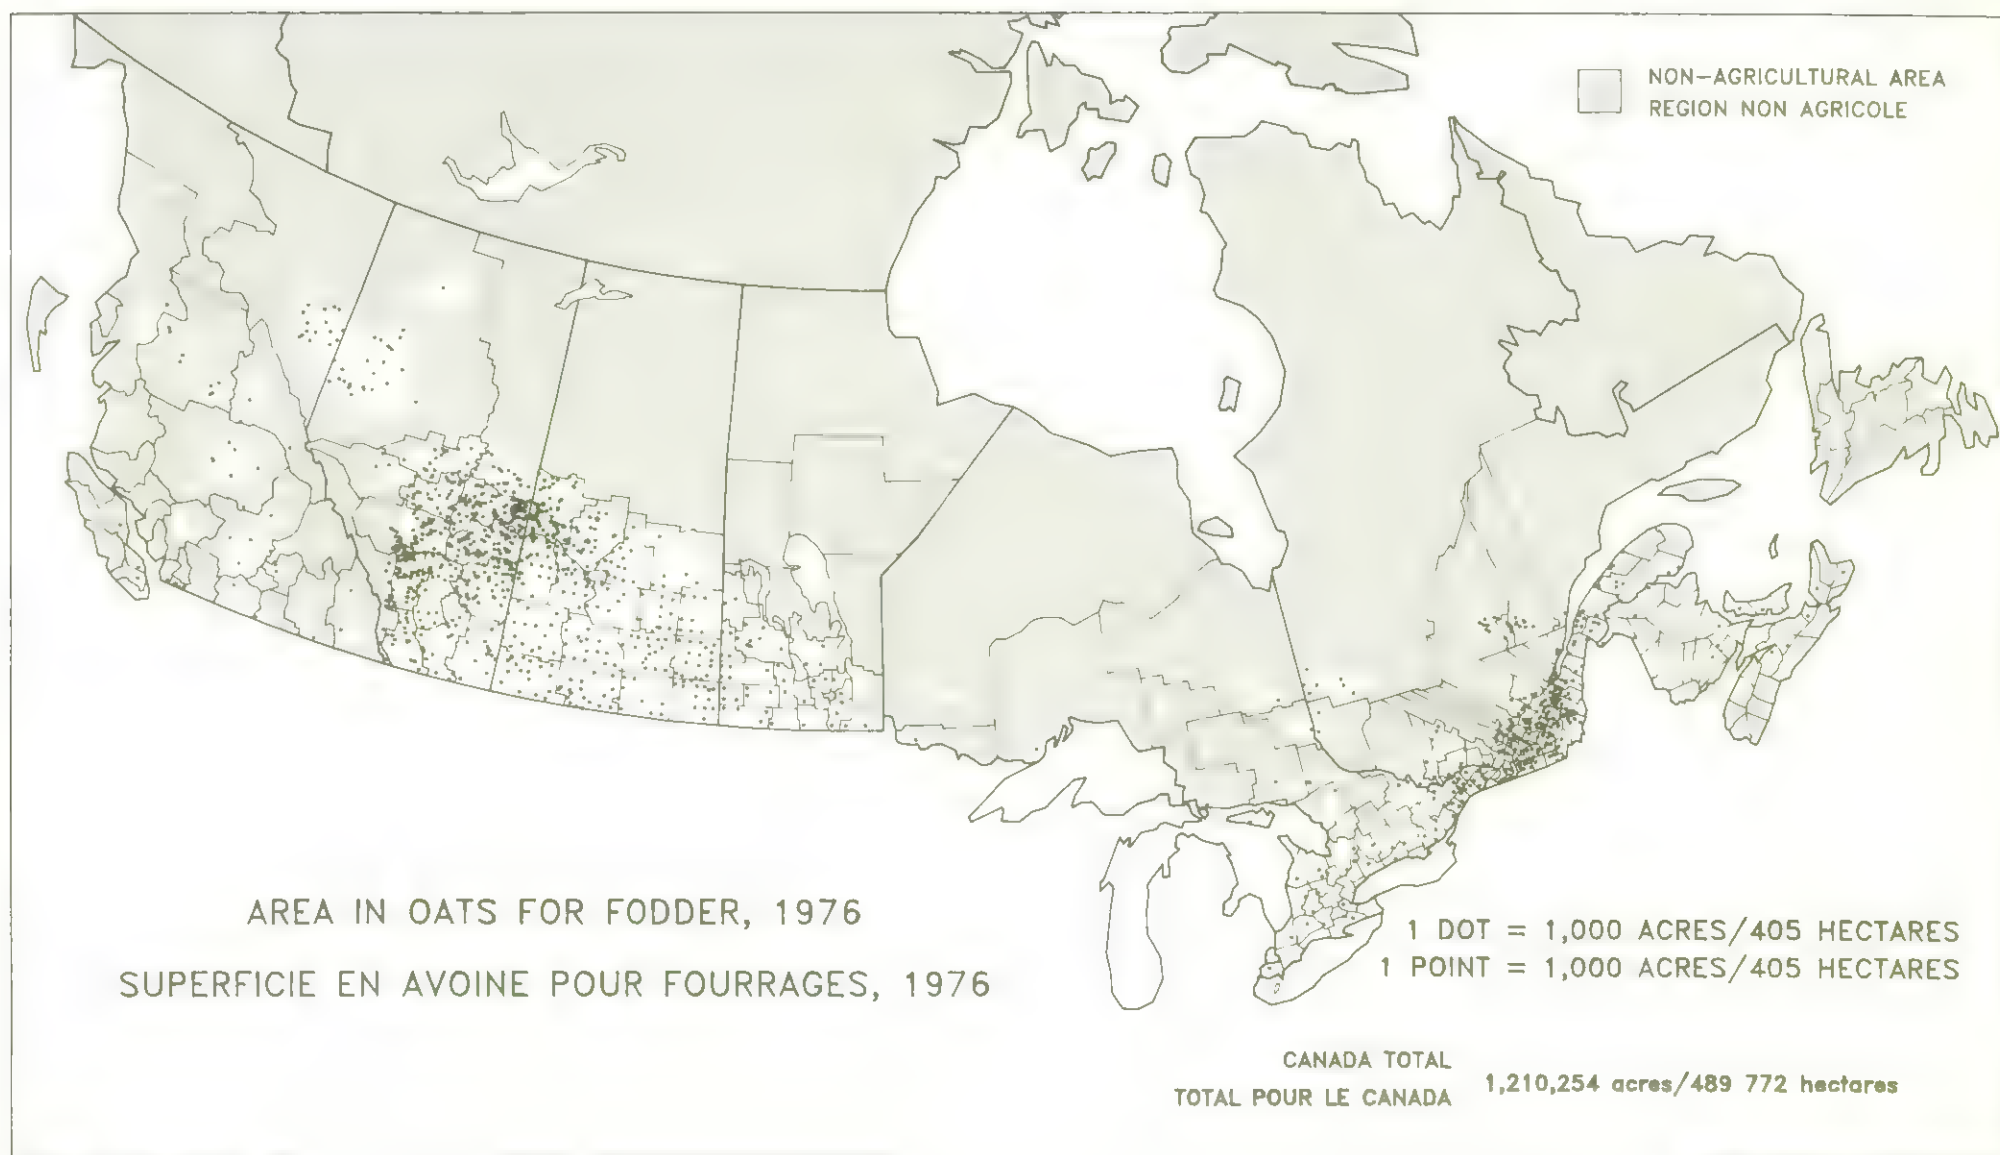 NON-AGRICULTURAL AREA
REGION NON AGRICOLE
AREA IN OATS FOR FODDER, 1976
SUPERFICIE EN AVOINE POUR FOURRAGES, 1976
1 DOT = 1,000 ACRES/405 HECTARES
1 POINT = 1,000 ACRES/405 HECTARES
CANADA TOTAL
TOTAL POUR LE CANADA
1,210,254 acres/489 772 hectares